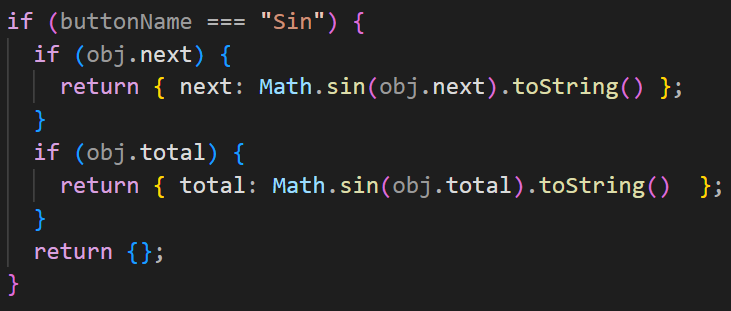 if (buttonName === "Sin") {
  if (obj.next) {
    return { next: Math.sin(obj.next).toString() };
  }
  if (obj.total) {
    return { total: Math.sin(obj.total).toString()  };
  }
  return {};
}